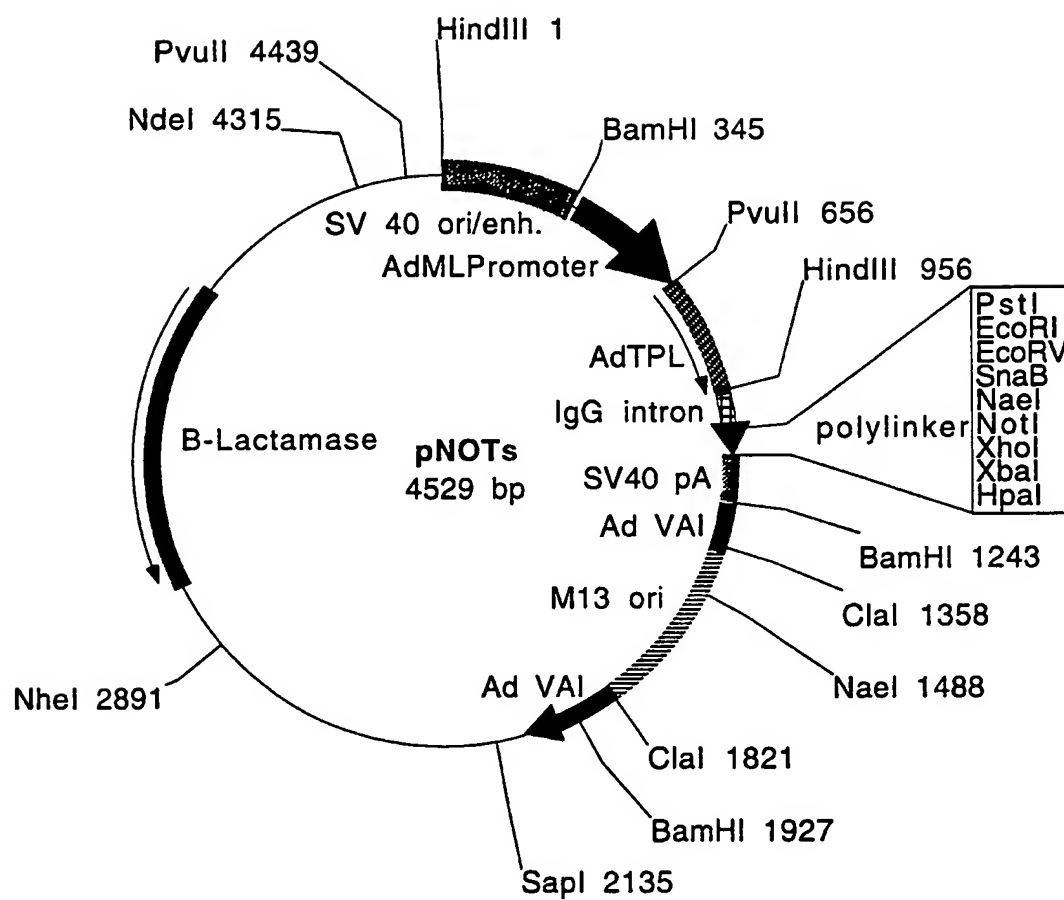 HindIII 1
PvuII 4439
NdeI 4315
BamHI 345
SV 40 ori/enh.
PvuII 656
AdMLPromoter
HindIII 956
PstI
EcoRI
EcoRV
SnaB
NaeI
NotI
XhoI
XbaI
HpaI
AdTPL
IgG intron
polylinker
B-Lactamase
pNOTs
4529 bp
SV40 pA
Ad VAI
BamHI 1243
M13 ori
ClaI 1358
NaeI 1488
Ad VAI
NheI 2891
ClaI 1821
BamHI 1927
SapI 2135